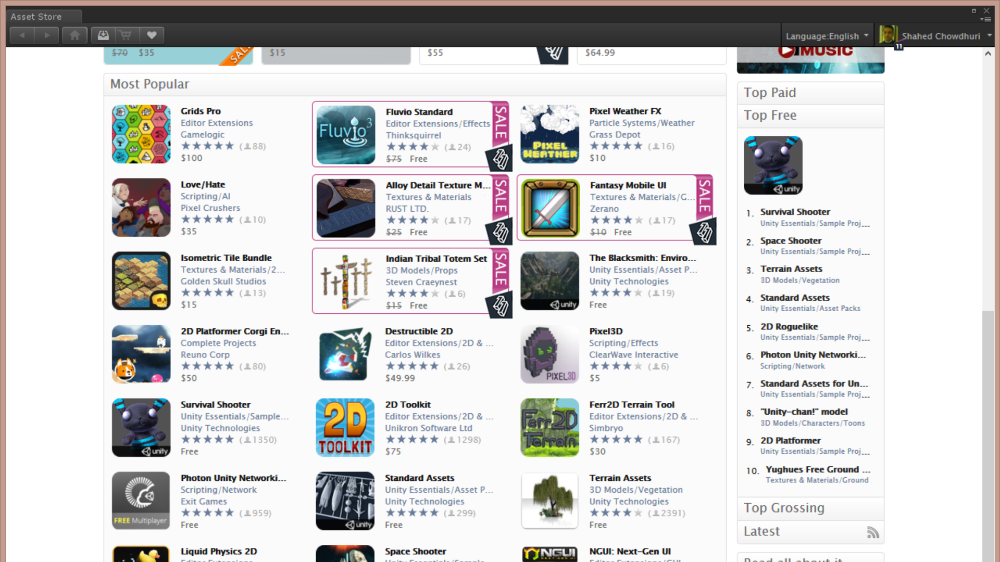 Asset Store
Language:English
Shahed Chowdhuri
11
$70 $35
SALE
$15
$55
$64.99
MUSIC
Most Popular
Grids Pro
Editor Extensions
Gamelogic
(88)
$100
Fluvio3
Fluvio Standard
Editor Extensions/Effects
Thinksquirrel
(24)
$75 Free
SALE
PIXEL
WEATHER
Pixel Weather FX
Particle Systems/Weather
Grass Depot
(16)
$10
Love/Hate
Scripting/AI
Pixel Crushers
(10)
$35
Alloy Detail Texture M...
Textures & Materials
RUST LTD.
(17)
$25 Free
SALE
Fantasy Mobile UI
Textures & Materials/G...
Zerano
(17)
$10 Free
SALE
Isometric Tile Bundle
Textures & Materials/2...
Golden Skull Studios
(13)
$15
Indian Tribal Totem Set
3D Models/Props
Steven Craeynest
(6)
$15 Free
SALE
unity
The Blacksmith: Enviro...
Unity Essentials/Asset P...
Unity Technologies
(19)
Free
2D Platformer Corgi En...
Complete Projects
Reuno Corp
(80)
$50
Destructible 2D
Editor Extensions/2D & ...
Carlos Wilkes
(26)
$49.99
PIXEL3D
Pixel3D
Scripting/Effects
ClearWave Interactive
(6)
$5
unity
Survival Shooter
Unity Essentials/Sample...
Unity Technologies
(1350)
Free
2D
TOOLKIT
2D Toolkit
Editor Extensions/2D & ...
Unikron Software Ltd
(1298)
$75
Ferr2D
Terrain
Ferr2D Terrain Tool
Editor Extensions/2D & ...
Simbryo
(167)
$30
FREE Multiplayer
Photon Unity Networki...
Scripting/Network
Exit Games
(959)
Free
unity
Standard Assets
Unity Essentials/Asset P...
Unity Technologies
(299)
Free
Terrain Assets
3D Models/Vegetation
Unity Technologies
(2391)
Free
Liquid Physics 2D
Editor Extensions
Space Shooter
Unity Essentials/Sample
NGUI
NEXT-GEN UI
NGUI: Next-Gen UI
Editor Extensions/GUI
Top Paid
Top Free
unity
1. Survival Shooter
Unity Essentials/Sample Proj...
2. Space Shooter
Unity Essentials/Sample Proj...
3. Terrain Assets
3D Models/Vegetation
4. Standard Assets
Unity Essentials/Asset Packs
5. 2D Roguelike
Unity Essentials/Sample Proj...
6. Photon Unity Networki...
Scripting/Network
7. Standard Assets for Un...
Unity Essentials/Sample Proj...
8. "Unity-chan!" model
3D Models/Characters/Toons
9. 2D Platformer
Unity Essentials/Sample Proj...
10. Yughues Free Ground ...
Textures & Materials/Ground
Top Grossing
Latest
Read all about it